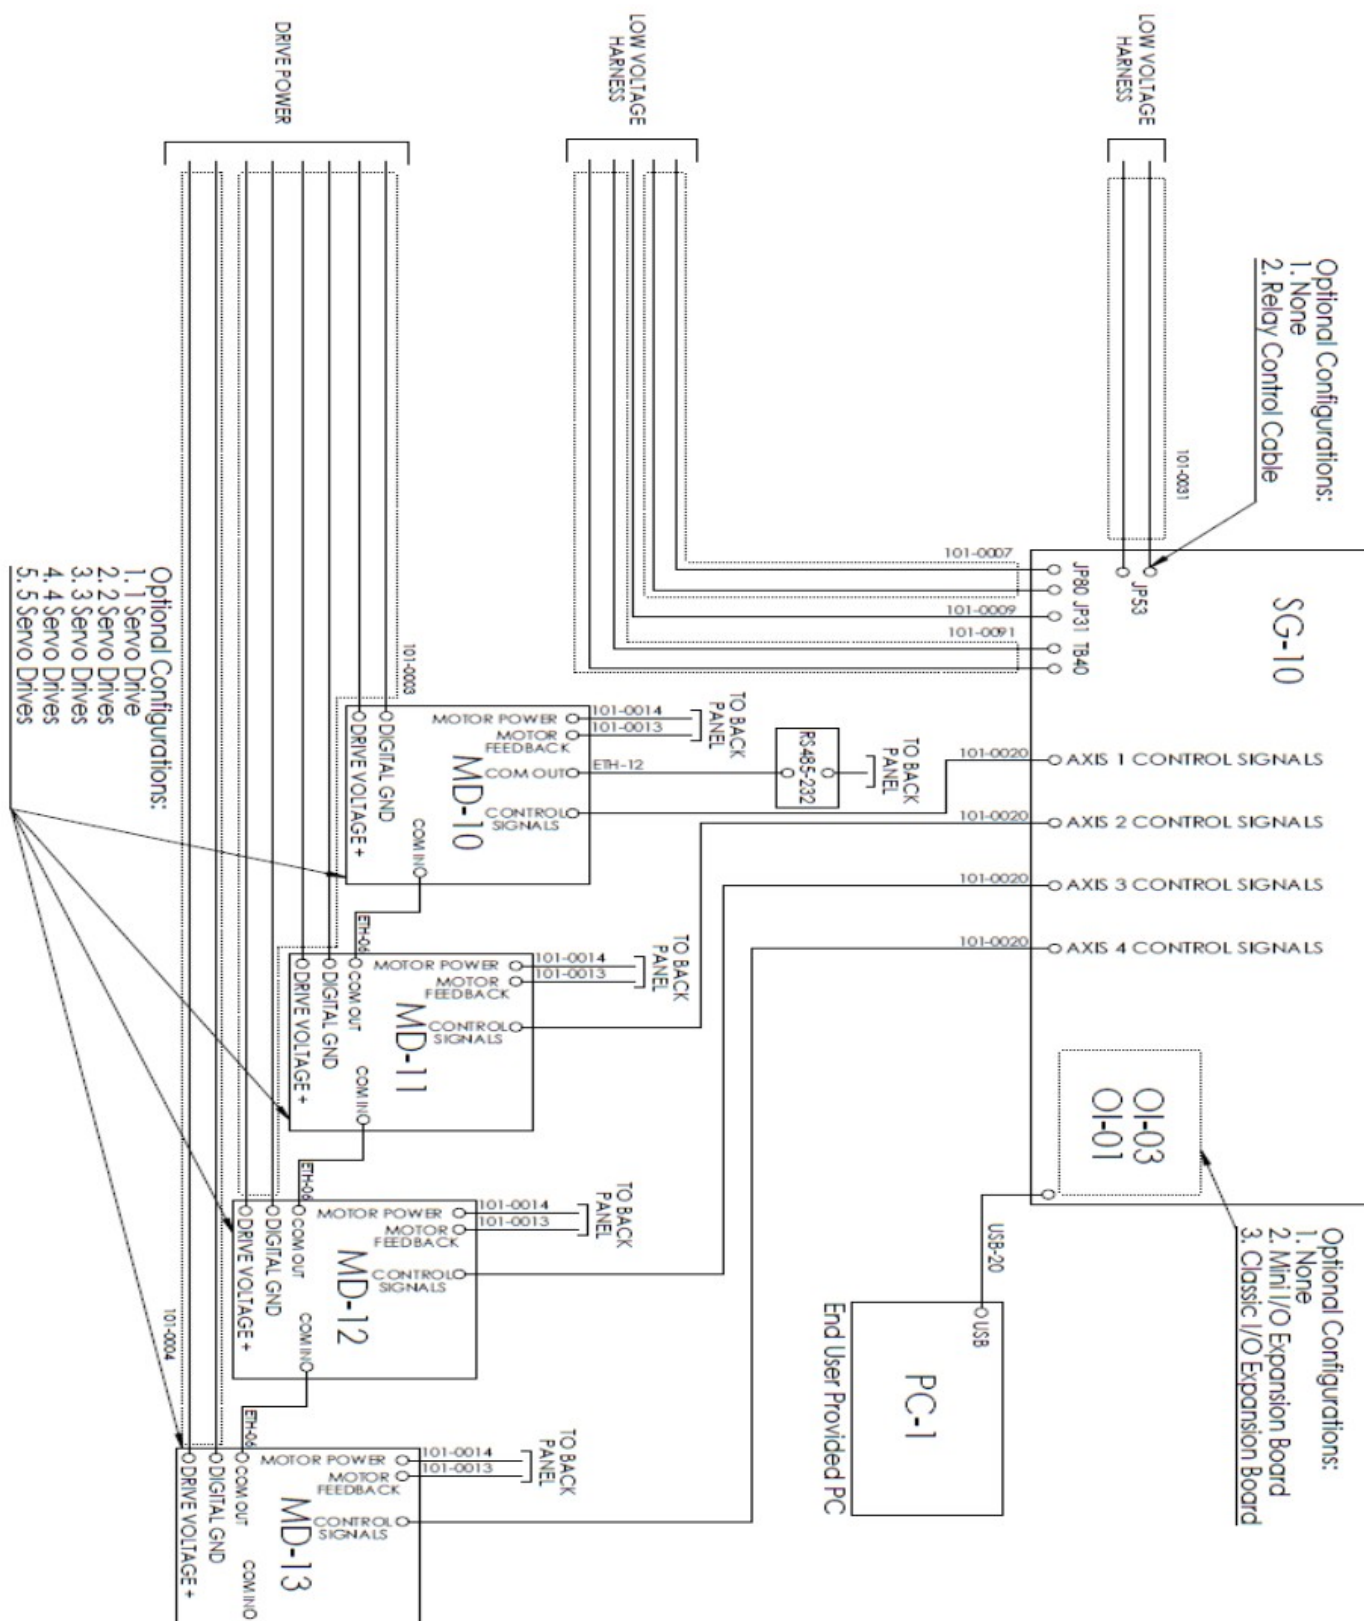 DRIVE POWER
LOW VOLTAGE
HARNESS
LOW VOLTAGE
HARNESS
Optional Configurations:
1. None
2. Relay Control Cable
101-0031
JP53
SG-10
101-0007
JP80
101-0009
JP31
101-0091
TB40
101-0020
AXIS 1 CONTROL SIGNALS
101-0020
AXIS 2 CONTROL SIGNALS
101-0020
AXIS 3 CONTROL SIGNALS
101-0020
AXIS 4 CONTROL SIGNALS
OI-03
OI-01
Optional Configurations:
1. None
2. Mini I/O Expansion Board
3. Classic I/O Expansion Board
USB-20
USB
PC-1
End User Provided PC
Optional Configurations:
1. 1 Servo Drive
2. 2 Servo Drives
3. 3 Servo Drives
4. 4 Servo Drives
5. 5 Servo Drives
101-0003
MOTOR POWER
101-0014
MOTOR
FEEDBACK
101-0013
TO BACK
PANEL
COM OUT
ETH-12
RS485-232
TO BACK
PANEL
CONTROL
SIGNALS
MD-10
DIGITAL GND
DRIVE VOLTAGE +
COM IN
ETH-06
MOTOR POWER
101-0014
MOTOR
FEEDBACK
101-0013
TO BACK
PANEL
CONTROL
SIGNALS
MD-11
COM OUT
DIGITAL GND
DRIVE VOLTAGE +
COM IN
ETH-06
MOTOR POWER
101-0014
MOTOR
FEEDBACK
101-0013
TO BACK
PANEL
CONTROL
SIGNALS
MD-12
COM OUT
DIGITAL GND
DRIVE VOLTAGE +
COM IN
101-0004
ETH-06
MOTOR POWER
101-0014
MOTOR
FEEDBACK
101-0013
TO BACK
PANEL
CONTROL
SIGNALS
MD-13
COM OUT
DIGITAL GND
DRIVE VOLTAGE +
COM IN